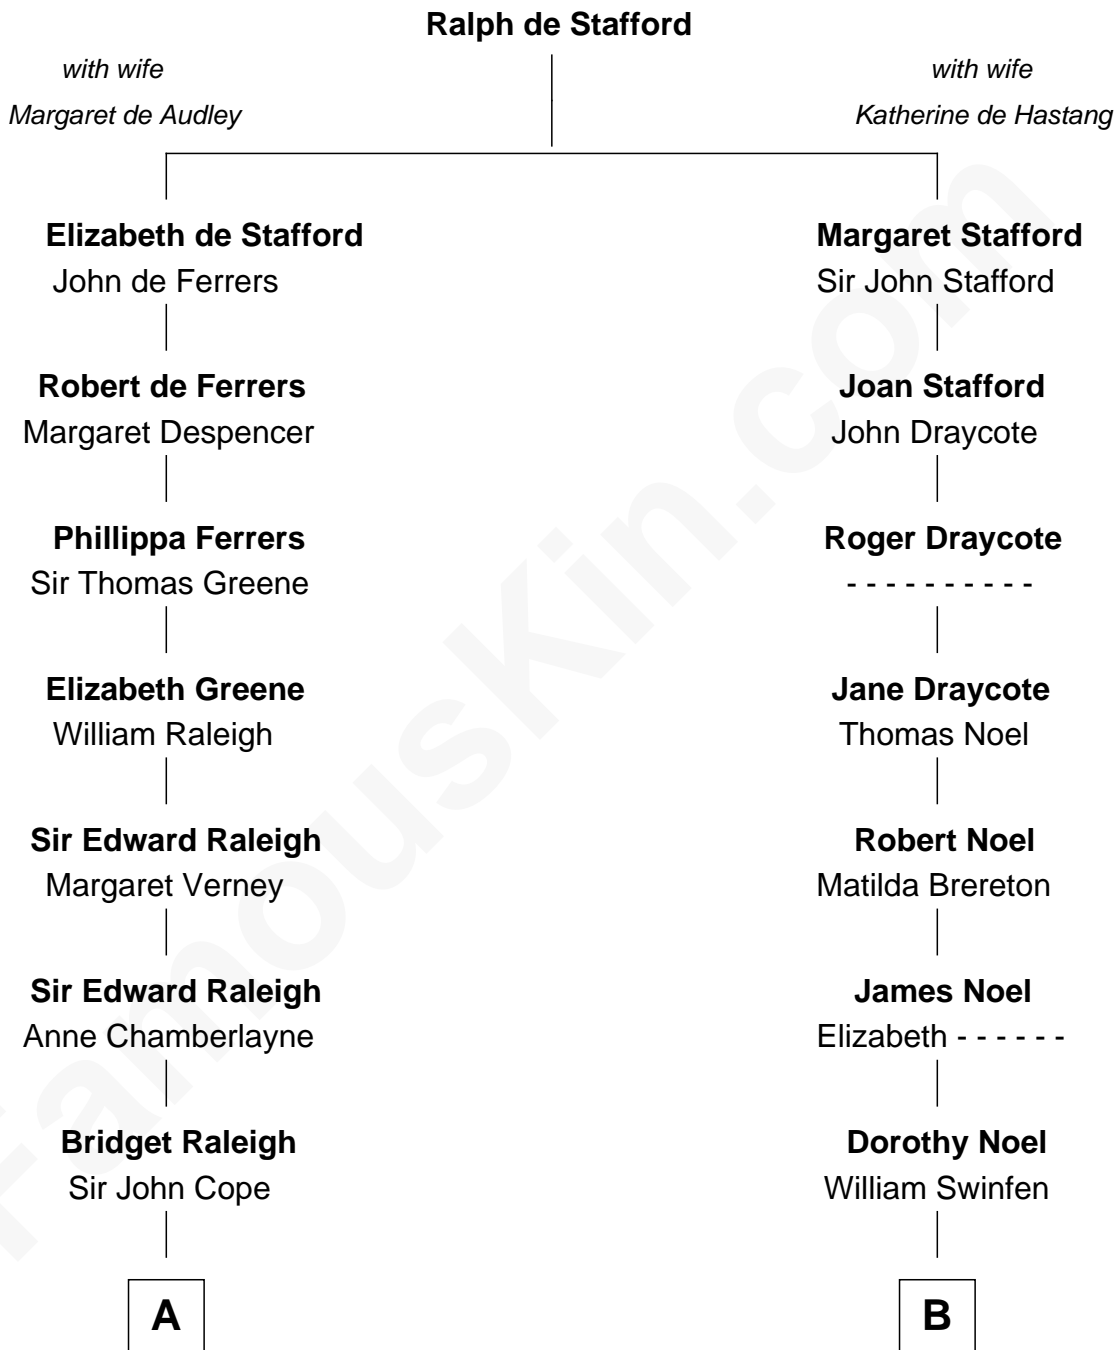 Ralph de Stafford
with wife
Margaret de Audley
with wife
Katherine de Hastang
Elizabeth de Stafford
John de Ferrers
Margaret Stafford
Sir John Stafford
Robert de Ferrers
Margaret Despencer
Joan Stafford
John Draycote
Phillippa Ferrers
Sir Thomas Greene
Roger Draycote
- - - - - - - - - -
Elizabeth Greene
William Raleigh
Jane Draycote
Thomas Noel
Sir Edward Raleigh
Margaret Verney
Robert Noel
Matilda Brereton
Sir Edward Raleigh
Anne Chamberlayne
James Noel
Elizabeth - - - - - -
Bridget Raleigh
Sir John Cope
Dorothy Noel
William Swinfen
A
B
FamousKin.com